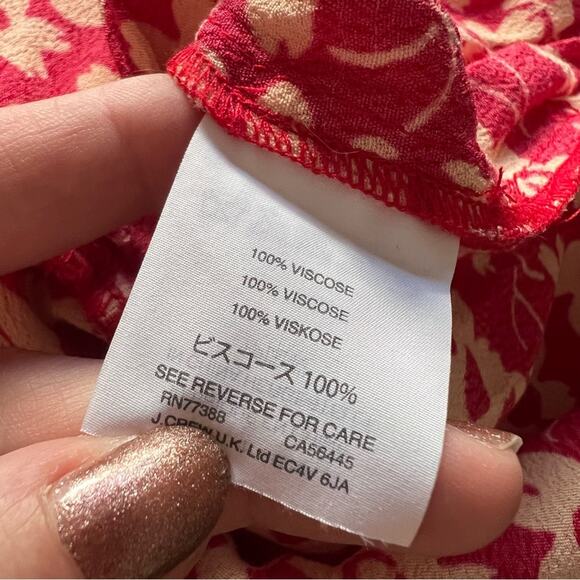 100% VISCOSE
100% VISCOSE
100% VISKOSE
ビスコース 100%
SEE REVERSE FOR CARE
RN77388 CA56445
J.CREW U.K. Ltd EC4V 6JA